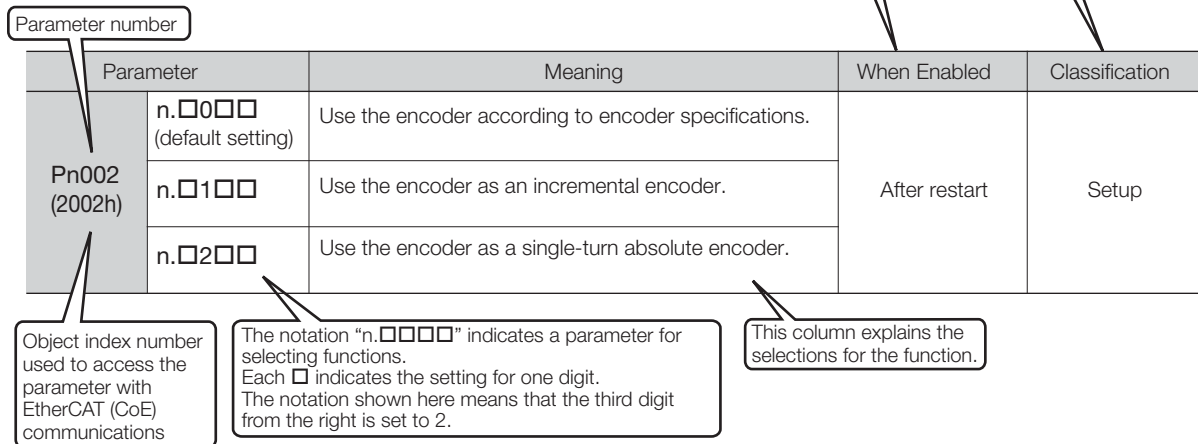 Parameter number
Parameter Meaning When Enabled Classification
Pn002
(2002h)
n.□0□□
(default setting)
Use the encoder according to encoder specifications.
n.□1□□
Use the encoder as an incremental encoder.
n.□2□□
Use the encoder as a single-turn absolute encoder.
After restart
Setup
Object index number
used to access the
parameter with
EtherCAT (CoE)
communications
The notation “n.□□□□” indicates a parameter for
selecting functions.
Each □ indicates the setting for one digit.
The notation shown here means that the third digit
from the right is set to 2.
This column explains the
selections for the function.